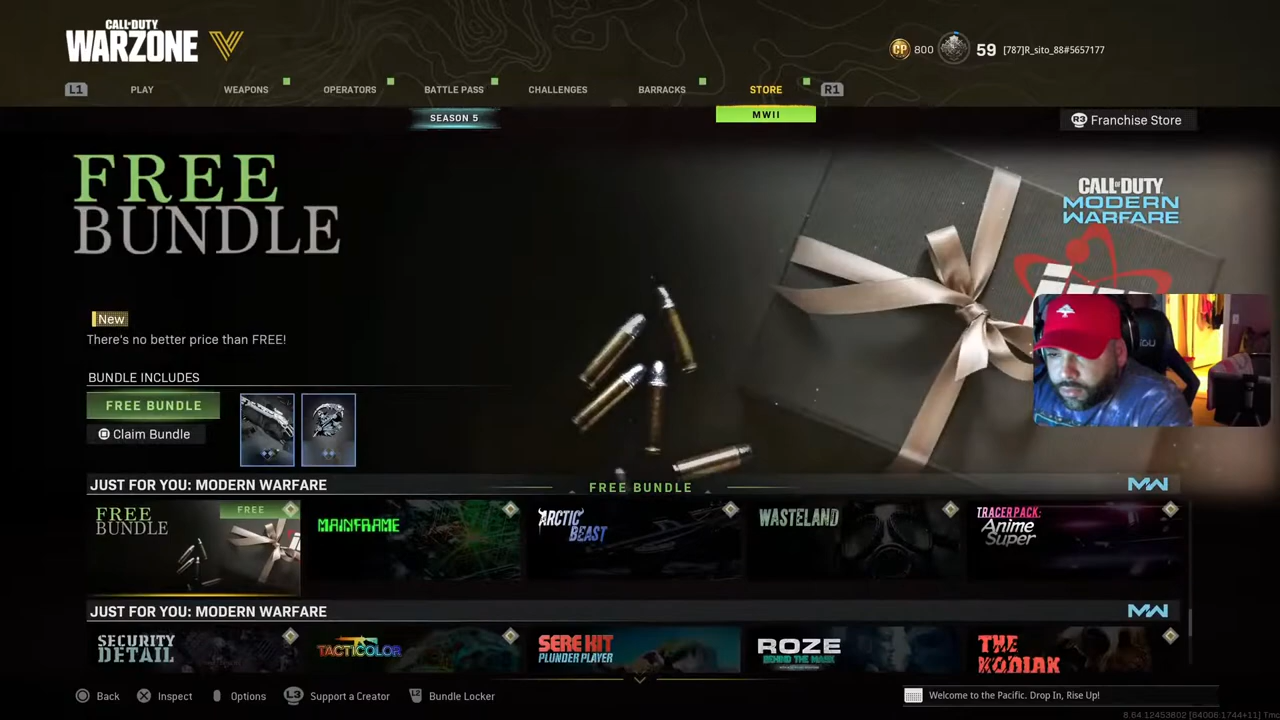 CALL OF DUTY
WARZONE
CP 800 59 [787]R_sito_88#5657177
L1 PLAY WEAPONS OPERATORS BATTLE PASS CHALLENGES BARRACKS STORE R1
SEASON 5 MWII
R3 Franchise Store
FREE
BUNDLE
CALL OF DUTY
MODERN
WARFARE
New
There's no better price than FREE!
BUNDLE INCLUDES
FREE BUNDLE
Claim Bundle
JUST FOR YOU: MODERN WARFARE
FREE BUNDLE
MW
FREE
BUNDLE
FREE
MAINFRAME
ARCTIC
BEAST
WASTELAND
TRACER PACK:
Anime
Super
JUST FOR YOU: MODERN WARFARE
MW
SECURITY
DETAIL
TACTICOLOR
SERE KIT
PLUNDER PLAYER
ROZE
BEHIND THE MASK
THE
KODIAK
Back Inspect Options L3 Support a Creator L2 Bundle Locker
Welcome to the Pacific. Drop In, Rise Up!